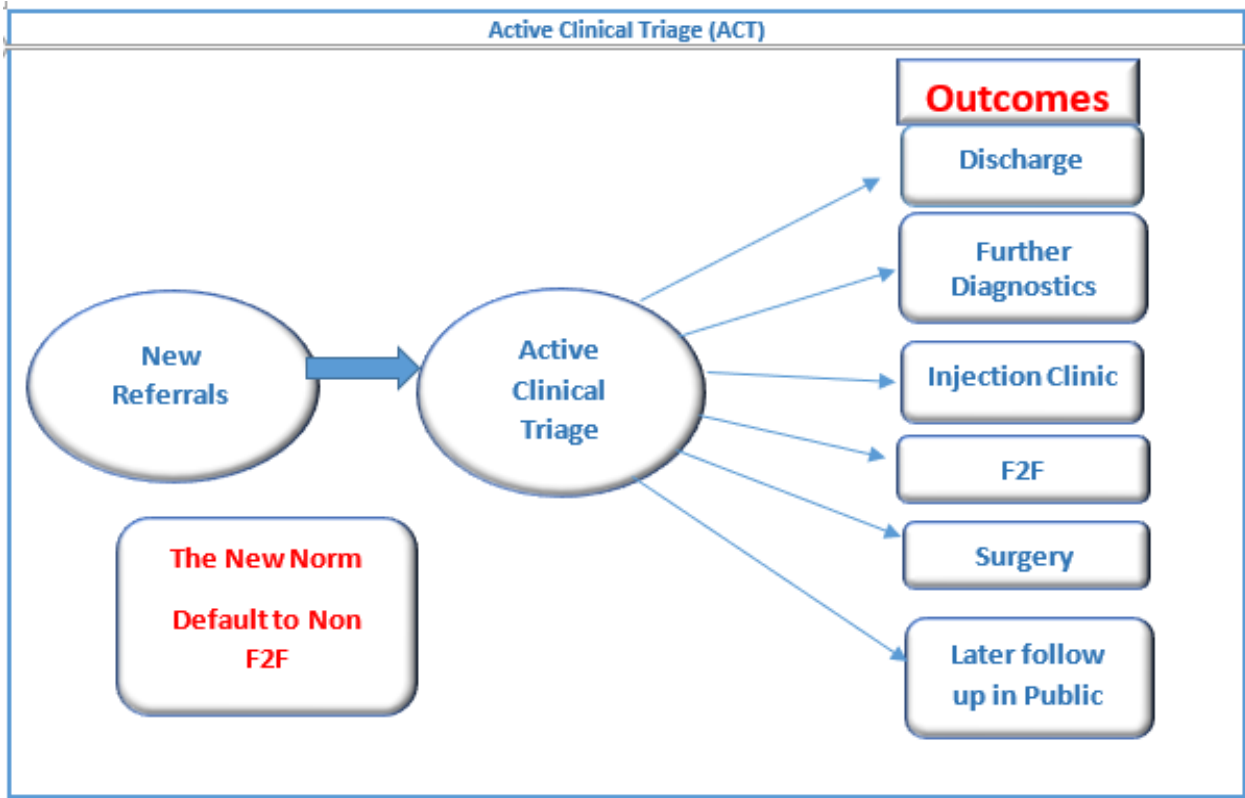 Active Clinical Triage (ACT)
Outcomes
Discharge
Further
Diagnostics
New
Referrals
Active
Clinical
Triage
Injection Clinic
F2F
Surgery
The New Norm
Default to Non
F2F
Later follow
up in Public